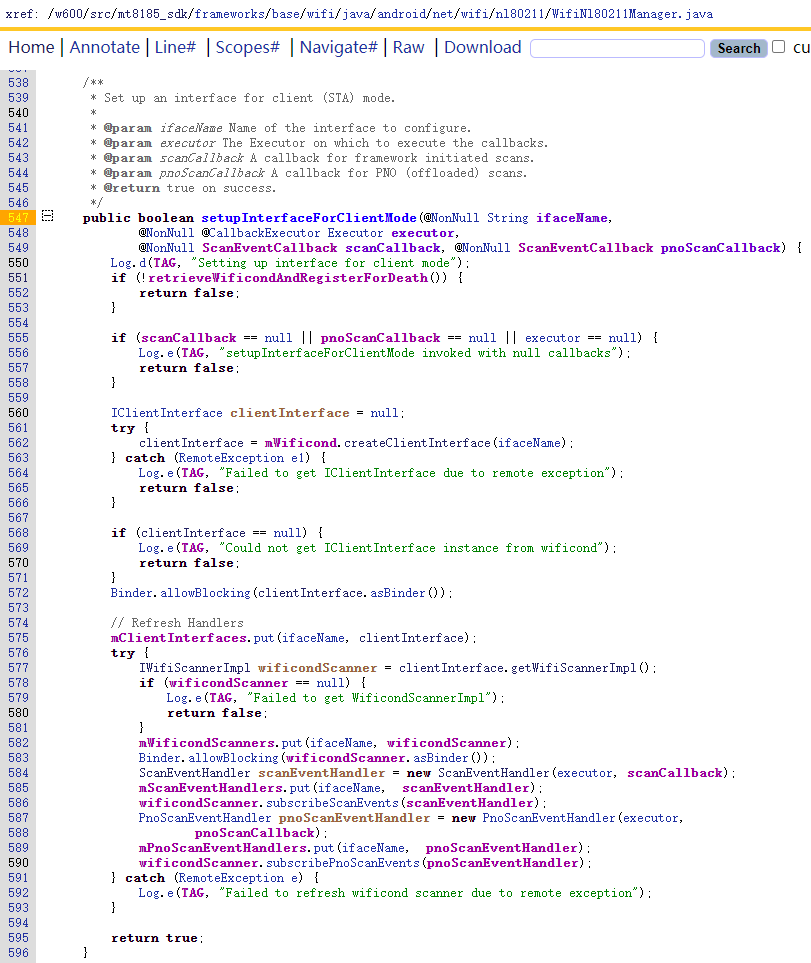 xref: /w600/src/mt8185_sdk/frameworks/base/wifi/java/android/net/wifi/nl80211/WifiNl80211Manager.java
Home | Annotate | Line# | Scopes# | Navigate# | Raw | Download Search cu
538 /**
539 * Set up an interface for client (STA) mode.
540 *
541 * @param ifaceName Name of the interface to configure.
542 * @param executor The Executor on which to execute the callbacks.
543 * @param scanCallback A callback for framework initiated scans.
544 * @param pnoScanCallback A callback for PNO (offloaded) scans.
545 * @return true on success.
546 */
547 public boolean setupInterfaceForClientMode(@NonNull String ifaceName,
548 @NonNull @CallbackExecutor Executor executor,
549 @NonNull ScanEventCallback scanCallback, @NonNull ScanEventCallback pnoScanCallback) {
550 Log.d(TAG, "Setting up interface for client mode");
551 if (!retrieveWificondAndRegisterForDeath()) {
552 return false;
553 }
554
555 if (scanCallback == null || pnoScanCallback == null || executor == null) {
556 Log.e(TAG, "setupInterfaceForClientMode invoked with null callbacks");
557 return false;
558 }
559
560 IClientInterface clientInterface = null;
561 try {
562 clientInterface = mWificond.createClientInterface(ifaceName);
563 } catch (RemoteException e1) {
564 Log.e(TAG, "Failed to get IClientInterface due to remote exception");
565 return false;
566 }
567
568 if (clientInterface == null) {
569 Log.e(TAG, "Could not get IClientInterface instance from wificond");
570 return false;
571 }
572 Binder.allowBlocking(clientInterface.asBinder());
573
574 // Refresh Handlers
575 mClientInterfaces.put(ifaceName, clientInterface);
576 try {
577 IWifiScannerImpl wificondScanner = clientInterface.getWifiScannerImpl();
578 if (wificondScanner == null) {
579 Log.e(TAG, "Failed to get WificondScannerImpl");
580 return false;
581 }
582 mWificondScanners.put(ifaceName, wificondScanner);
583 Binder.allowBlocking(wificondScanner.asBinder());
584 ScanEventHandler scanEventHandler = new ScanEventHandler(executor, scanCallback);
585 mScanEventHandlers.put(ifaceName, scanEventHandler);
586 wificondScanner.subscribeScanEvents(scanEventHandler);
587 PnoScanEventHandler pnoScanEventHandler = new PnoScanEventHandler(executor,
588 pnoScanCallback);
589 mPnoScanEventHandlers.put(ifaceName, pnoScanEventHandler);
590 wificondScanner.subscribePnoScanEvents(pnoScanEventHandler);
591 } catch (RemoteException e) {
592 Log.e(TAG, "Failed to refresh wificond scanner due to remote exception");
593 }
594
595 return true;
596 }